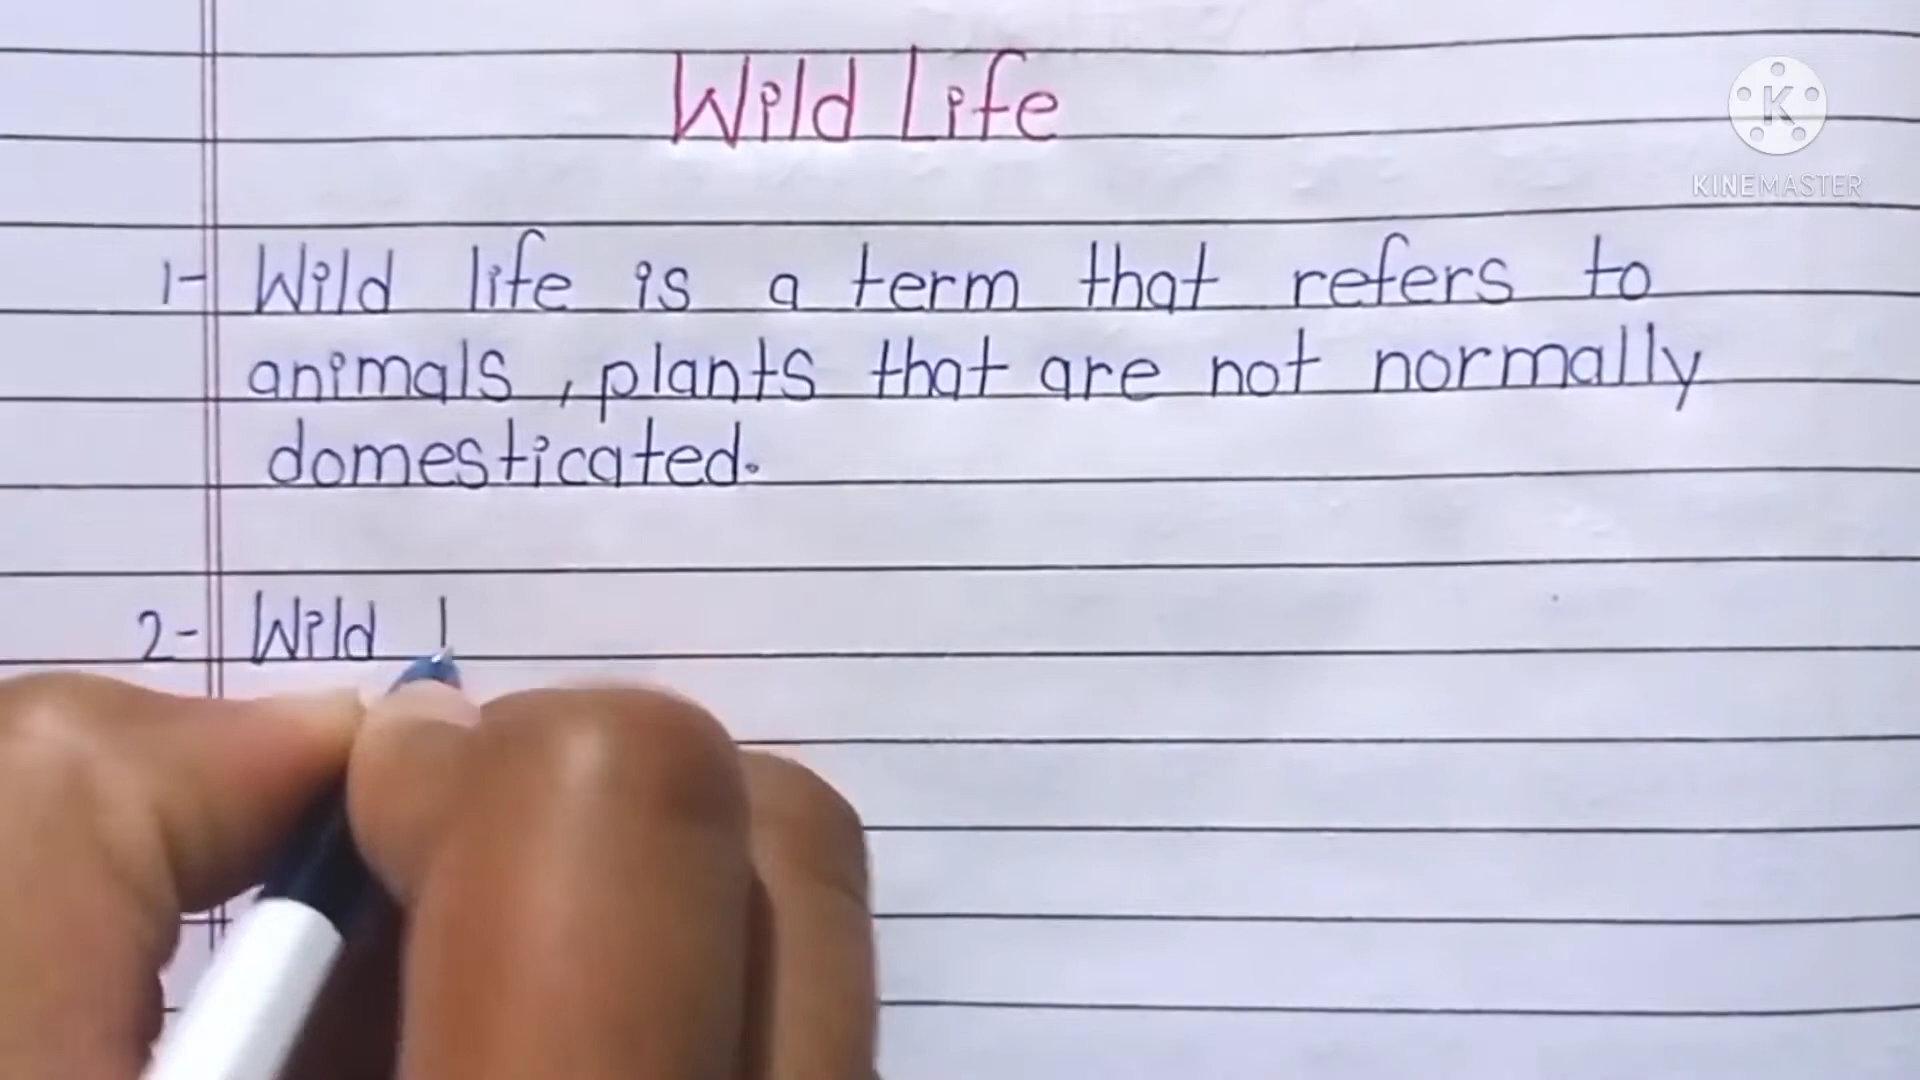 Wild Life
KINEMASTER
1- Wild life is a term that refers to
animals, plants that are not normally
domesticated.
2- Wild l